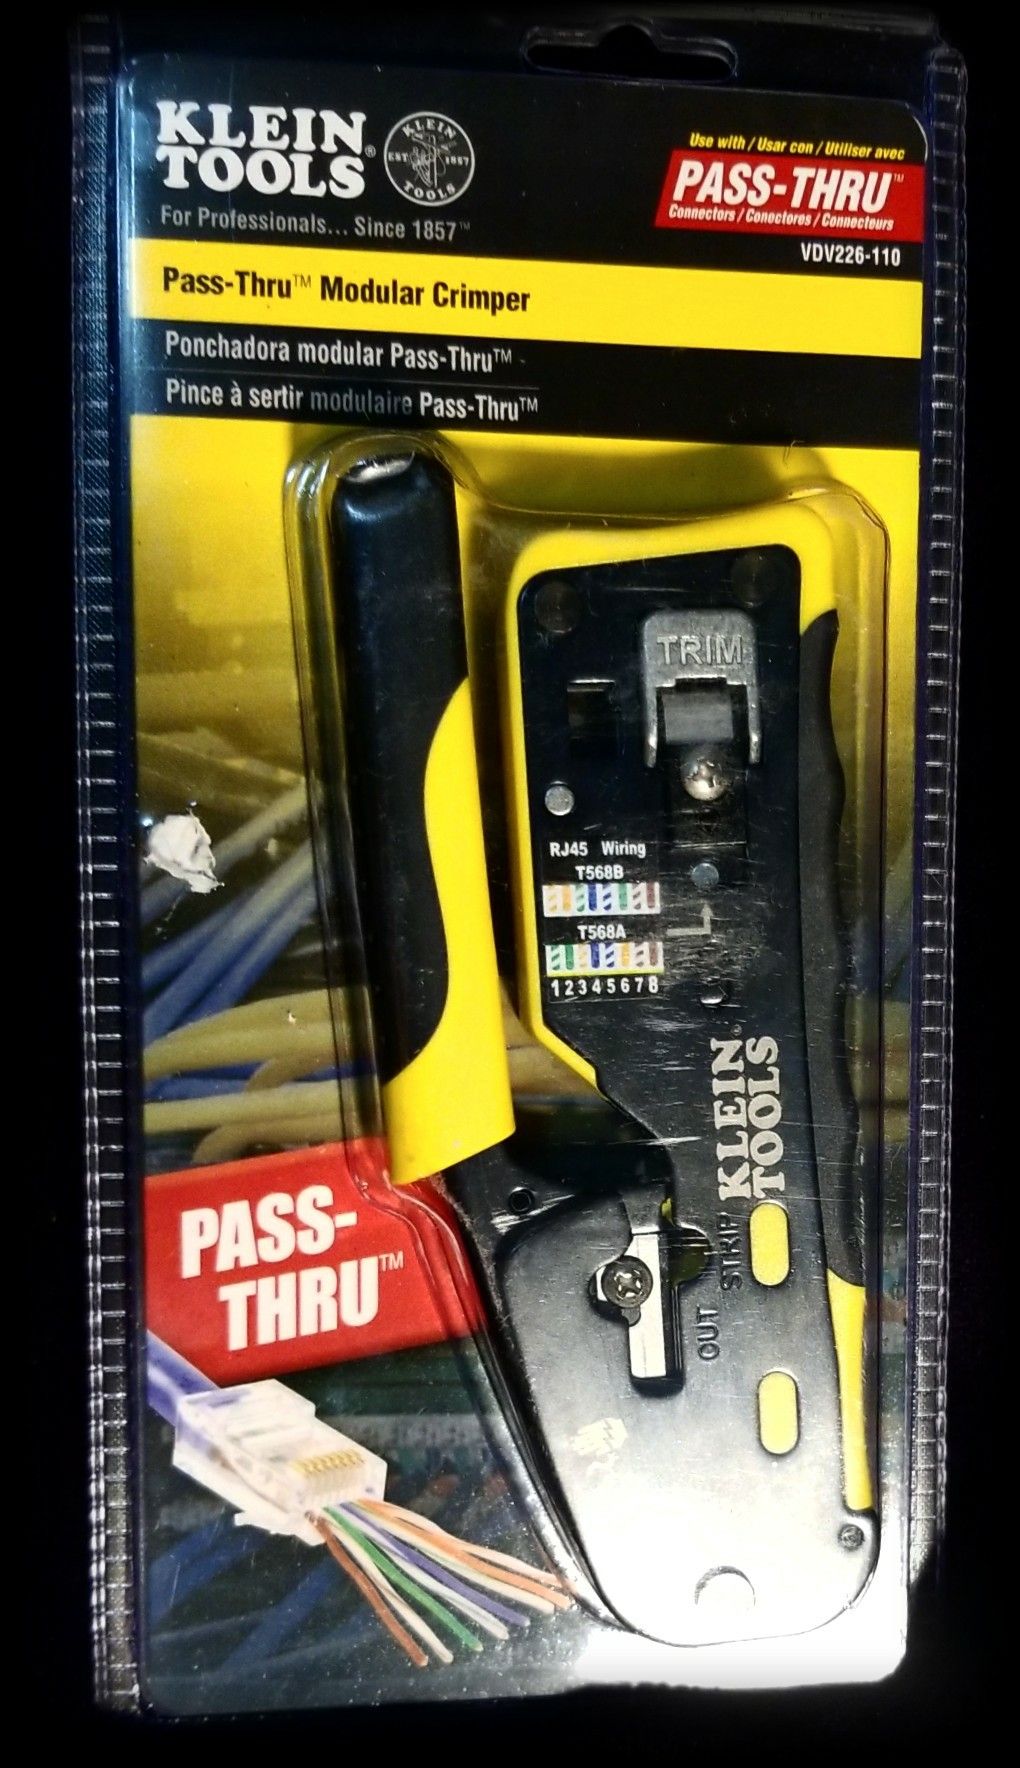 KLEIN
TOOLS®
KLEIN
EST. 1857
TOOLS
For Professionals... Since 1857™
Use with / Usar con / Utiliser avec
PASS-THRU™
Connectors / Conectores / Connecteurs
VDV226-110
Pass-Thru™ Modular Crimper
Ponchadora modular Pass-Thru™
Pince à sertir modulaire Pass-Thru™
TRIM
RJ45 Wiring
T568B
T568A
12345678
KLEIN
TOOLS
STRIP
CUT
PASS-
THRU™